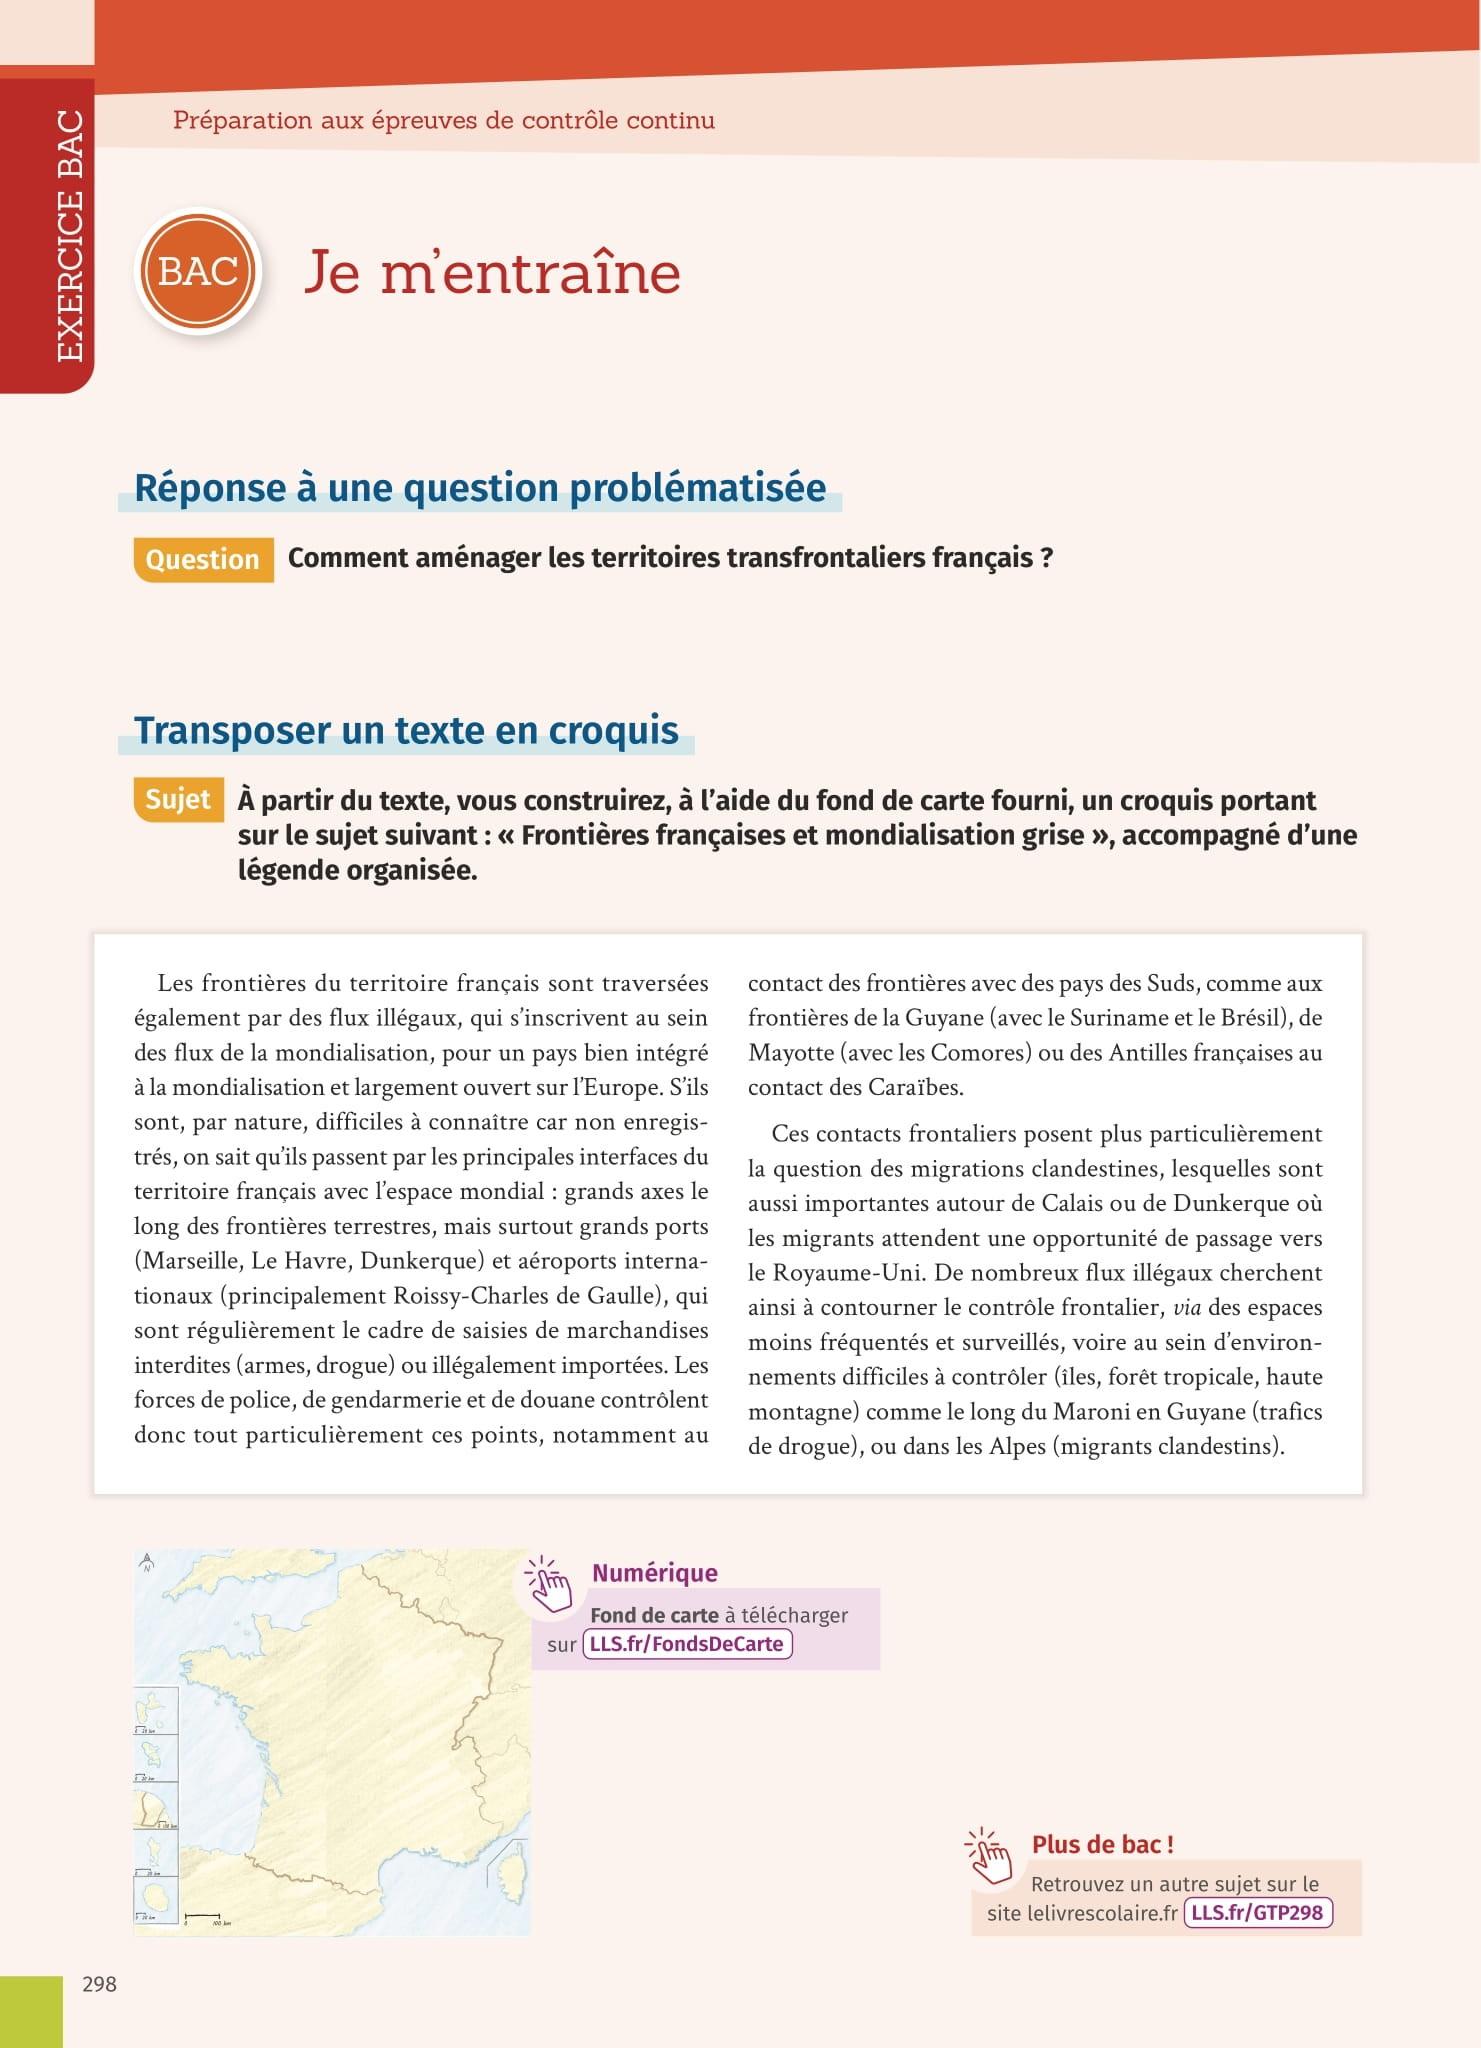 Préparation aux épreuves de contrôle continu
EXERCICE BAC
BAC
Je m'entraîne
Réponse à une question problématisée
Question
Comment aménager les territoires transfrontaliers français ?
Transposer un texte en croquis
Sujet
À partir du texte, vous construirez, à l'aide du fond de carte fourni, un croquis portant
sur le sujet suivant : « Frontières françaises et mondialisation grise », accompagné d'une
légende organisée.
Les frontières du territoire français sont traversées
également par des flux illégaux, qui s'inscrivent au sein
des flux de la mondialisation, pour un pays bien intégré
à la mondialisation et largement ouvert sur l'Europe. S'ils
sont, par nature, difficiles à connaître car non enregis-
trés, on sait qu'ils passent par les principales interfaces du
territoire français avec l'espace mondial : grands axes le
long des frontières terrestres, mais surtout grands ports
(Marseille, Le Havre, Dunkerque) et aéroports interna-
tionaux (principalement Roissy-Charles de Gaulle), qui
sont régulièrement le cadre de saisies de marchandises
interdites (armes, drogue) ou illégalement importées. Les
forces de police, de gendarmerie et de douane contrôlent
donc tout particulièrement ces points, notamment au
contact des frontières avec des pays des Suds, comme aux
frontières de la Guyane (avec le Suriname et le Brésil), de
Mayotte (avec les Comores) ou des Antilles françaises au
contact des Caraïbes.
Ces contacts frontaliers posent plus particulièrement
la question des migrations clandestines, lesquelles sont
aussi importantes autour de Calais ou de Dunkerque où
les migrants attendent une opportunité de passage vers
le Royaume-Uni. De nombreux flux illégaux cherchent
ainsi à contourner le contrôle frontalier, via des espaces
moins fréquentés et surveillés, voire au sein d'environ-
nements difficiles à contrôler (îles, forêt tropicale, haute
montagne) comme le long du Maroni en Guyane (trafics
de drogue), ou dans les Alpes (migrants clandestins).
N
0 100 km
Numérique
Fond de carte à télécharger
sur LLS.fr/FondsDeCarte
Plus de bac !
Retrouvez un autre sujet sur le
site lelivrescolaire.fr LLS.fr/GTP298
298